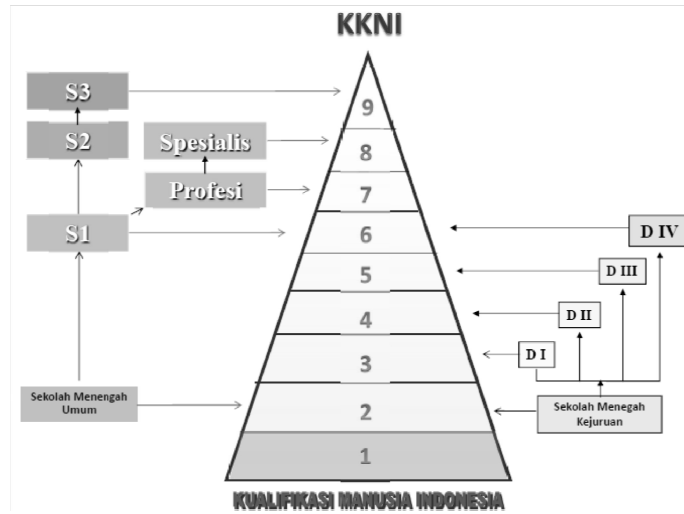 KKNI
S3
9
S2
Spesialis
8
Profesi
7
S1
6
D IV
5
D III
4
D II
3
D I
Sekolah Menengah
Umum
2
Sekolah Menegah
Kejuruan
1
KUALIFIKASI MANUSIA INDONESIA